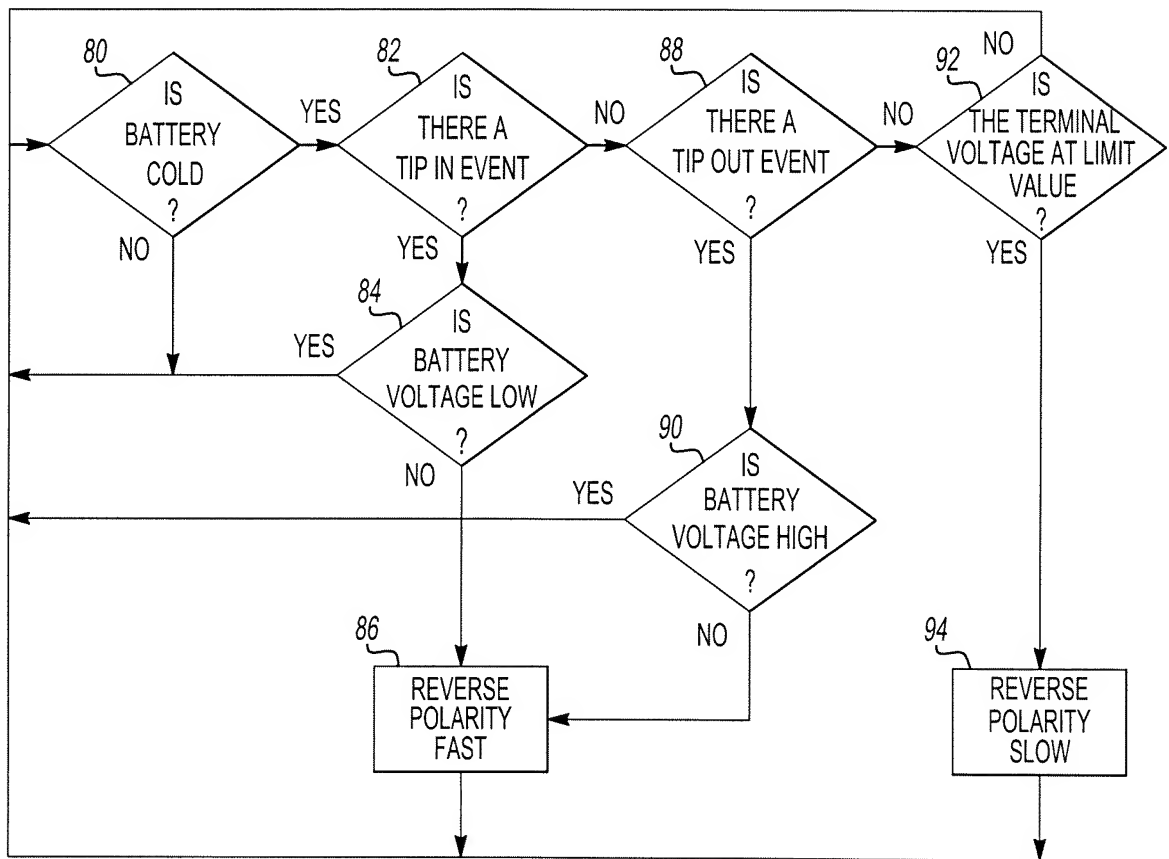 80
IS
BATTERY
COLD
?
YES
NO
82
IS
THERE A
TIP IN EVENT
?
NO
YES
88
IS
THERE A
TIP OUT EVENT
?
NO
YES
92
NO
IS
THE TERMINAL
VOLTAGE AT LIMIT
VALUE
?
YES
84
IS
BATTERY
VOLTAGE LOW
?
YES
NO
90
IS
BATTERY
VOLTAGE HIGH
?
YES
NO
86
REVERSE
POLARITY
FAST
94
REVERSE
POLARITY
SLOW